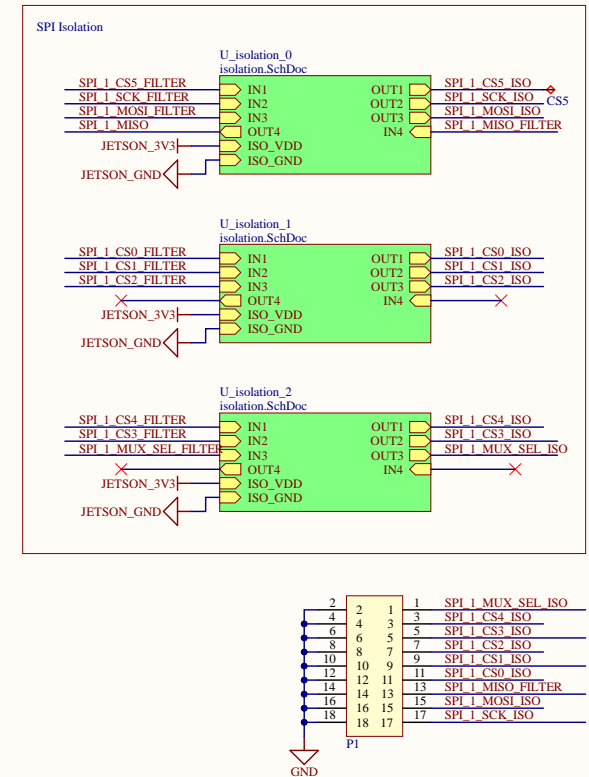 SPI Isolation
U_isolation_0
isolation.SchDoc
SPI_1_CS5_FILTER IN1 OUT1 SPI_1_CS5_ISO
SPI_1_SCK_FILTER IN2 OUT2 SPI_1_SCK_ISO CS5
SPI_1_MOSI_FILTER IN3 OUT3 SPI_1_MOSI_ISO
SPI_1_MISO OUT4 IN4 SPI_1_MISO_FILTER
JETSON_3V3 ISO_VDD
JETSON_GND ISO_GND
U_isolation_1
isolation.SchDoc
SPI_1_CS0_FILTER IN1 OUT1 SPI_1_CS0_ISO
SPI_1_CS1_FILTER IN2 OUT2 SPI_1_CS1_ISO
SPI_1_CS2_FILTER IN3 OUT3 SPI_1_CS2_ISO
OUT4 IN4
JETSON_3V3 ISO_VDD
JETSON_GND ISO_GND
U_isolation_2
isolation.SchDoc
SPI_1_CS4_FILTER IN1 OUT1 SPI_1_CS4_ISO
SPI_1_CS3_FILTER IN2 OUT2 SPI_1_CS3_ISO
SPI_1_MUX_SEL_FILTER IN3 OUT3 SPI_1_MUX_SEL_ISO
OUT4 IN4
JETSON_3V3 ISO_VDD
JETSON_GND ISO_GND
2 2 1 1 SPI_1_MUX_SEL_ISO
4 4 3 3 SPI_1_CS4_ISO
6 6 5 5 SPI_1_CS3_ISO
8 8 7 7 SPI_1_CS2_ISO
10 10 9 9 SPI_1_CS1_ISO
12 12 11 11 SPI_1_CS0_ISO
14 14 13 13 SPI_1_MISO_FILTER
16 16 15 15 SPI_1_MOSI_ISO
18 18 17 17 SPI_1_SCK_ISO
P1
GND